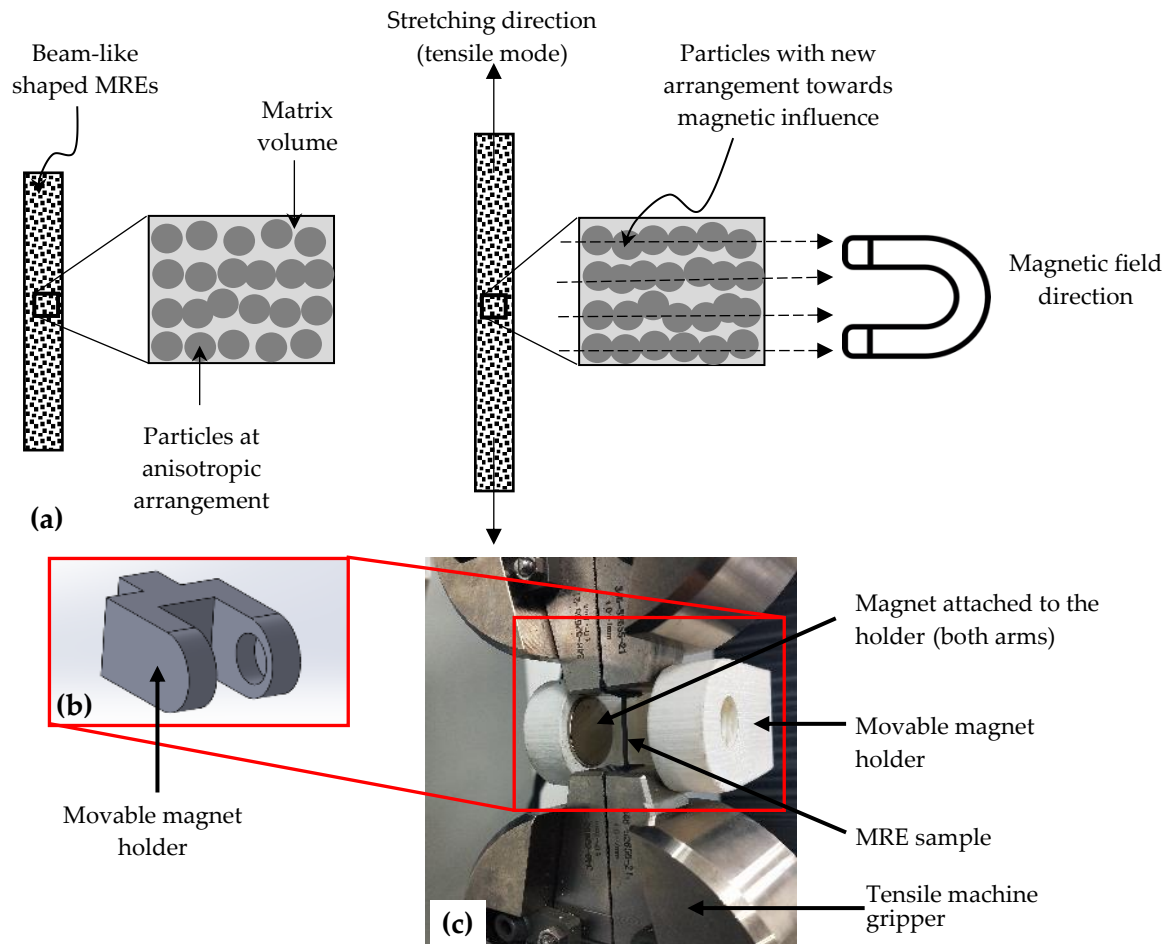 Beam-like
shaped MREs
Matrix
volume
Particles at
anisotropic
arrangement
(a)
Stretching direction
(tensile mode)
Particles with new
arrangement towards
magnetic influence
Magnetic field
direction
(b)
Movable magnet
holder
(c)
Magnet attached to the
holder (both arms)
Movable magnet
holder
MRE sample
Tensile machine
gripper